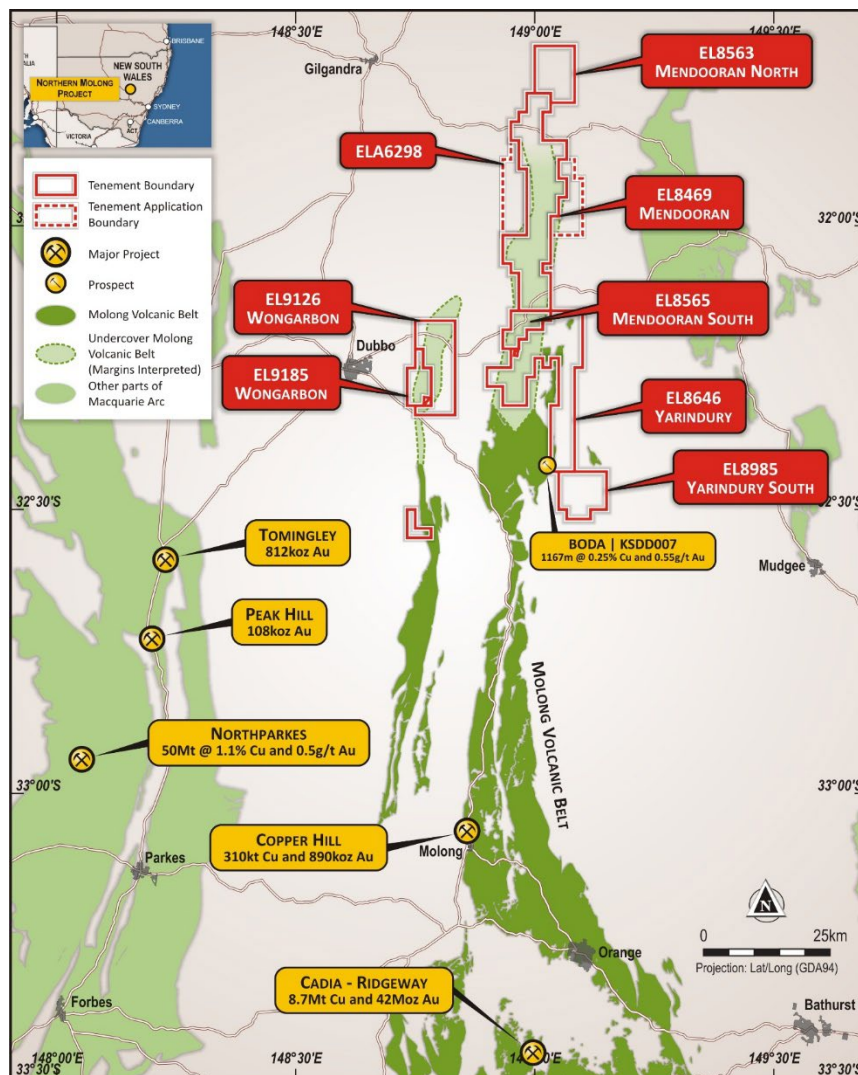 148°00'E
148°30'E
149°00'E
149°30'E
BRISBANE
NEW SOUTH
WALES
NORTHERN MOLONG
PROJECT
SYDNEY
CANBERRA
ACT
VICTORIA
Gilgandra
EL8563
MENDOORAN NORTH
ELA6298
Tenement Boundary
Tenement Application
Boundary
Major Project
Prospect
Molong Volcanic Belt
Undercover Molong
Volcanic Belt
(Margins Interpreted)
Other parts of
Macquarie Arc
EL8469
MENDOORAN
32°00'S
EL9126
WONGARBON
EL8565
MENDOORAN SOUTH
Dubbo
EL9185
WONGARBON
EL8646
YARINDURY
EL8985
YARINDURY SOUTH
32°30'S
32°30'S
TOMINGLEY
812koz Au
BODA | KSDD007
1167m @ 0.25% Cu and 0.55g/t Au
Mudgee
PEAK HILL
108koz Au
NORTHPARKES
50Mt @ 1.1% Cu and 0.5g/t Au
MOLONG VOLCANIC BELT
33°00'S
33°00'S
COPPER HILL
310kt Cu and 890koz Au
Molong
Parkes
N
0
25km
Projection: Lat/Long (GDA94)
Orange
CADIA - RIDGEWAY
8.7Mt Cu and 42Moz Au
Forbes
Bathurst
148°00'E
148°30'E
149°30'E
33°30'S
33°30'S